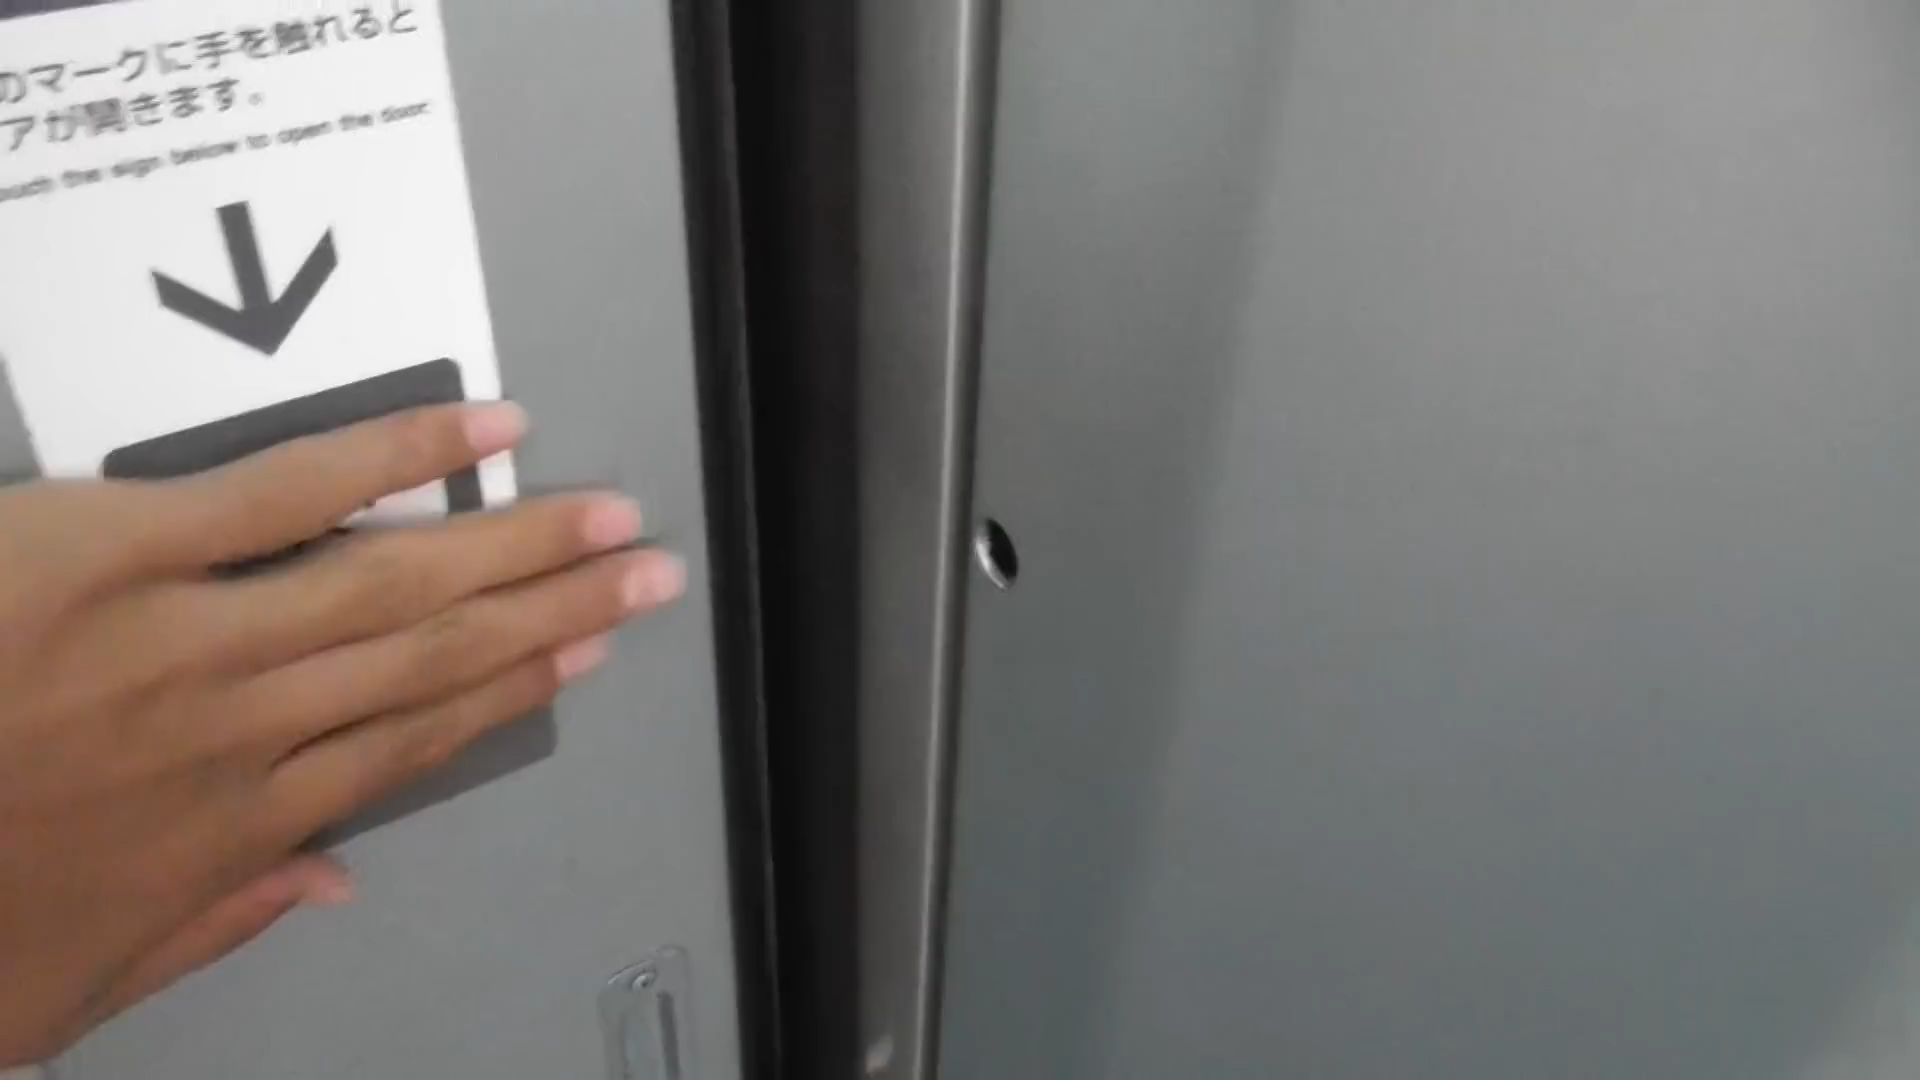 のマークに手を触れると
アが開きます。
ouch the sign below to open the door.